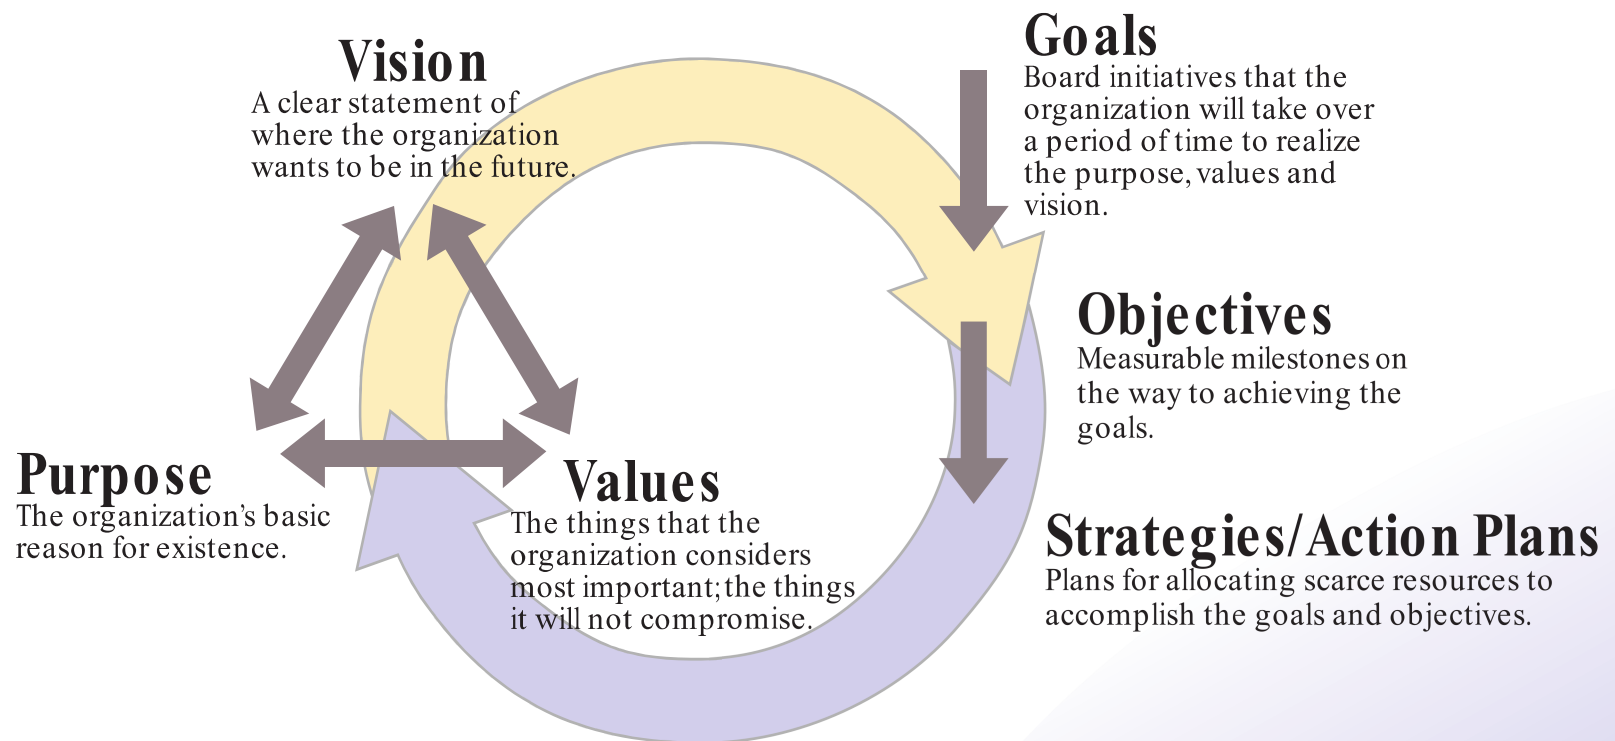 Vision
A clear statement of
where the organization
wants to be in the future.
Purpose
The organization's basic
reason for existence.
Values
The things that the
organization considers
most important; the things
it will not compromise.
Goals
Board initiatives that the
organization will take over
a period of time to realize
the purpose, values and
vision.
Objectives
Measurable milestones on
the way to achieving the
goals.
Strategies/Action Plans
Plans for allocating scarce resources to
accomplish the goals and objectives.